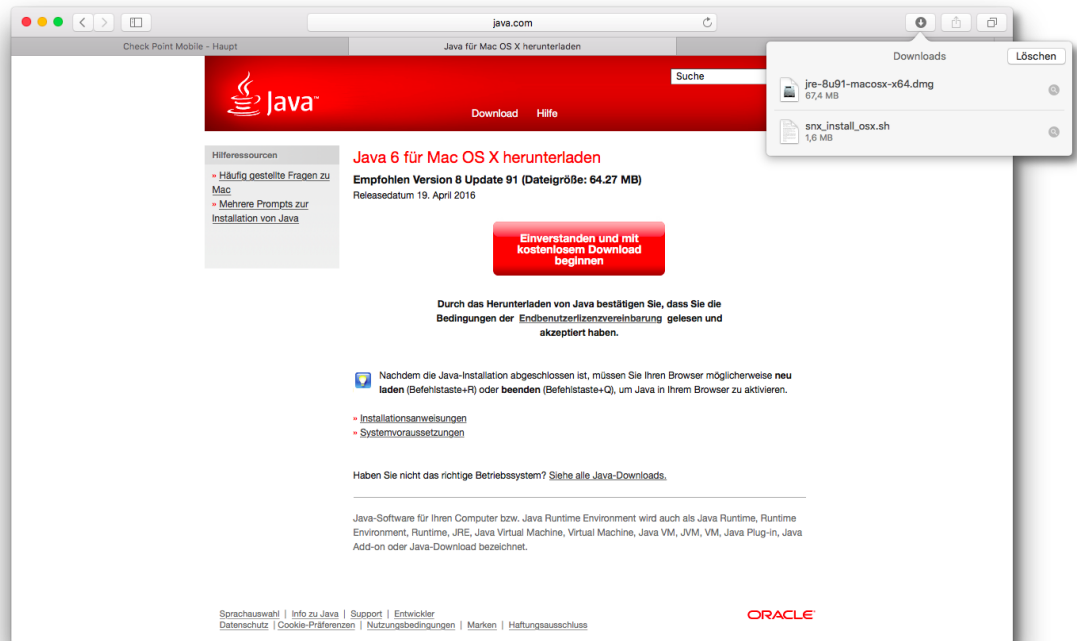 java.com
Check Point Mobile – Haupt
Java für Mac OS X herunterladen
Downloads
Löschen
jre-8u91-macosx-x64.dmg
67,4 MB
snx_install_osx.sh
1,6 MB
Java™
Suche
Download
Hilfe
Hilferessourcen
» Häufig gestellte Fragen zu
Mac
» Mehrere Prompts zur
Installation von Java
Java 6 für Mac OS X herunterladen
Empfohlen Version 8 Update 91 (Dateigröße: 64.27 MB)
Releasedatum 19. April 2016
Einverstanden und mit
kostenlosem Download
beginnen
Durch das Herunterladen von Java bestätigen Sie, dass Sie die
Bedingungen der Endbenutzerlizenzvereinbarung gelesen und
akzeptiert haben.
Nachdem die Java-Installation abgeschlossen ist, müssen Sie Ihren Browser möglicherweise neu
laden (Befehlstaste+R) oder beenden (Befehlstaste+Q), um Java in Ihrem Browser zu aktivieren.
» Installationsanweisungen
» Systemvoraussetzungen
Haben Sie nicht das richtige Betriebssystem? Siehe alle Java-Downloads.
Java-Software für Ihren Computer bzw. Java Runtime Environment wird auch als Java Runtime, Runtime
Environment, Runtime, JRE, Java Virtual Machine, Virtual Machine, Java VM, JVM, VM, Java Plug-in, Java
Add-on oder Java-Download bezeichnet.
Sprachauswahl | Info zu Java | Support | Entwickler
Datenschutz | Cookie-Präferenzen | Nutzungsbedingungen | Marken | Haftungsausschluss
ORACLE